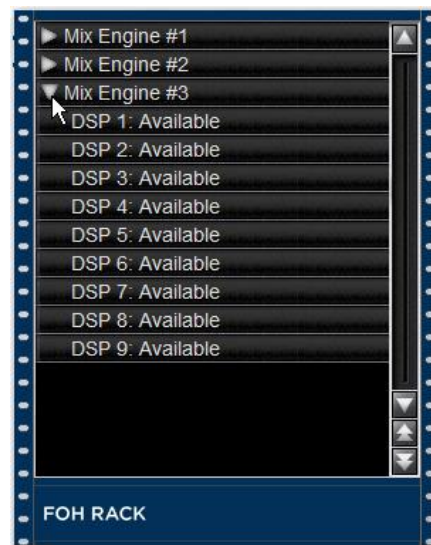 Mix Engine #1
Mix Engine #2
Mix Engine #3
DSP 1: Available
DSP 2: Available
DSP 3: Available
DSP 4: Available
DSP 5: Available
DSP 6: Available
DSP 7: Available
DSP 8: Available
DSP 9: Available
FOH RACK